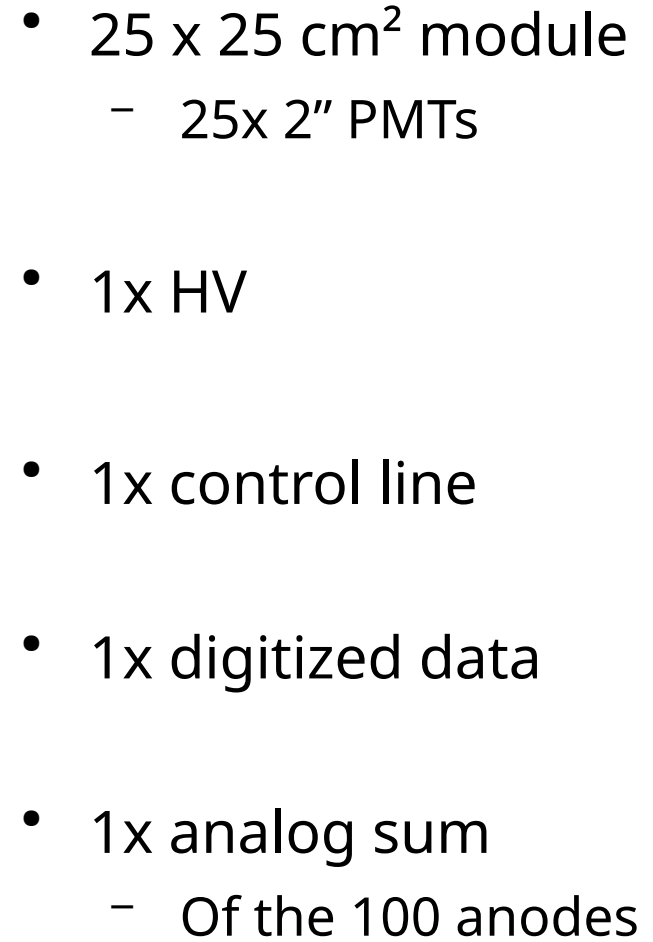 • 25 x 25 cm² module
– 25x 2” PMTs
• 1x HV
• 1x control line
• 1x digitized data
• 1x analog sum
– Of the 100 anodes